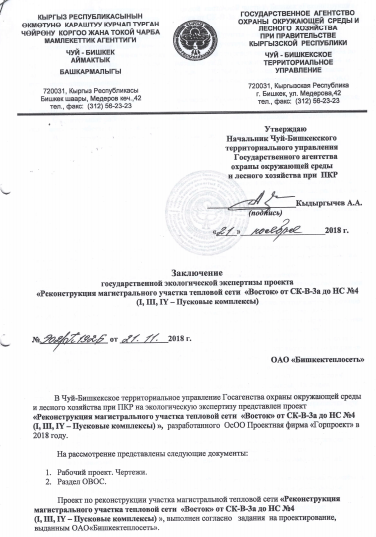 КЫРГЫЗ РЕСПУБЛИКАСЫНЫН
ӨКМӨТҮНӨ КАРАШТУУ КУРЧАП ТУРГАН
ЧӨЙРӨНҮ КОРГОО ЖАНА ТОКОЙ ЧАРБА
МАМЛЕКЕТТИК АГЕНТТИГИ
ЧУЙ - БИШКЕК
АЙМАКТЫК
БАШКАРМАЛЫГЫ
720031, Кыргыз Республикасы
Бишкек шаары, Медеров көч.,42
тел., факс: (312) 56-23-23
ГОСУДАРСТВЕННОЕ АГЕНТСТВО
ОХРАНЫ ОКРУЖАЮЩЕЙ СРЕДЫ И
ЛЕСНОГО ХОЗЯЙСТВА
ПРИ ПРАВИТЕЛЬСТВЕ
КЫРГЫЗСКОЙ РЕСПУБЛИКИ
ЧУЙ - БИШКЕКСКОЕ
ТЕРРИТОРИАЛЬНОЕ
УПРАВЛЕНИЕ
720031, Кыргызская Республика
г. Бишкек, ул. Медерова,42
тел., факс: (312) 56-23-23
Утверждаю
Начальник Чуй-Бишкекского
территориального управления
Государственного агентства
охраны окружающей среды
и лесного хозяйства при ПКР
Кыдыргычев А.А.
(подпись)
«21» ноября 2018 г.
Заключение
государственной экологической экспертизы проекта
«Реконструкция магистрального участка тепловой сети «Восток» от СК-В-3а до НС №4
(I, III, IY – Пусковые комплексы)
№ от 21. 11. 2018 г.
ОАО «Бишкектеплосеть»
В Чуй-Бишкекское территориальное управление Госагенства охраны окружающей среды
и лесного хозяйства при ПКР на экологическую экспертизу представлен проект
«Реконструкция магистрального участка тепловой сети «Восток» от СК-В-3а до НС №4
(I, III, IY – Пусковые комплексы) », разработанного ОсОО Проектная фирма «Горпроект» в
2018 году.
На рассмотрение представлены следующие документы:
1. Рабочий проект. Чертежи.
2. Раздел ОВОС.
Проект по реконструкции участка магистральной тепловой сети «Реконструкция
магистрального участка тепловой сети «Восток» от СК-В-3а до НС №4
(I, III, IY – Пусковые комплексы) », выполнен согласно задания на проектирование,
выданным ОАО«Бишкектеплосеть».